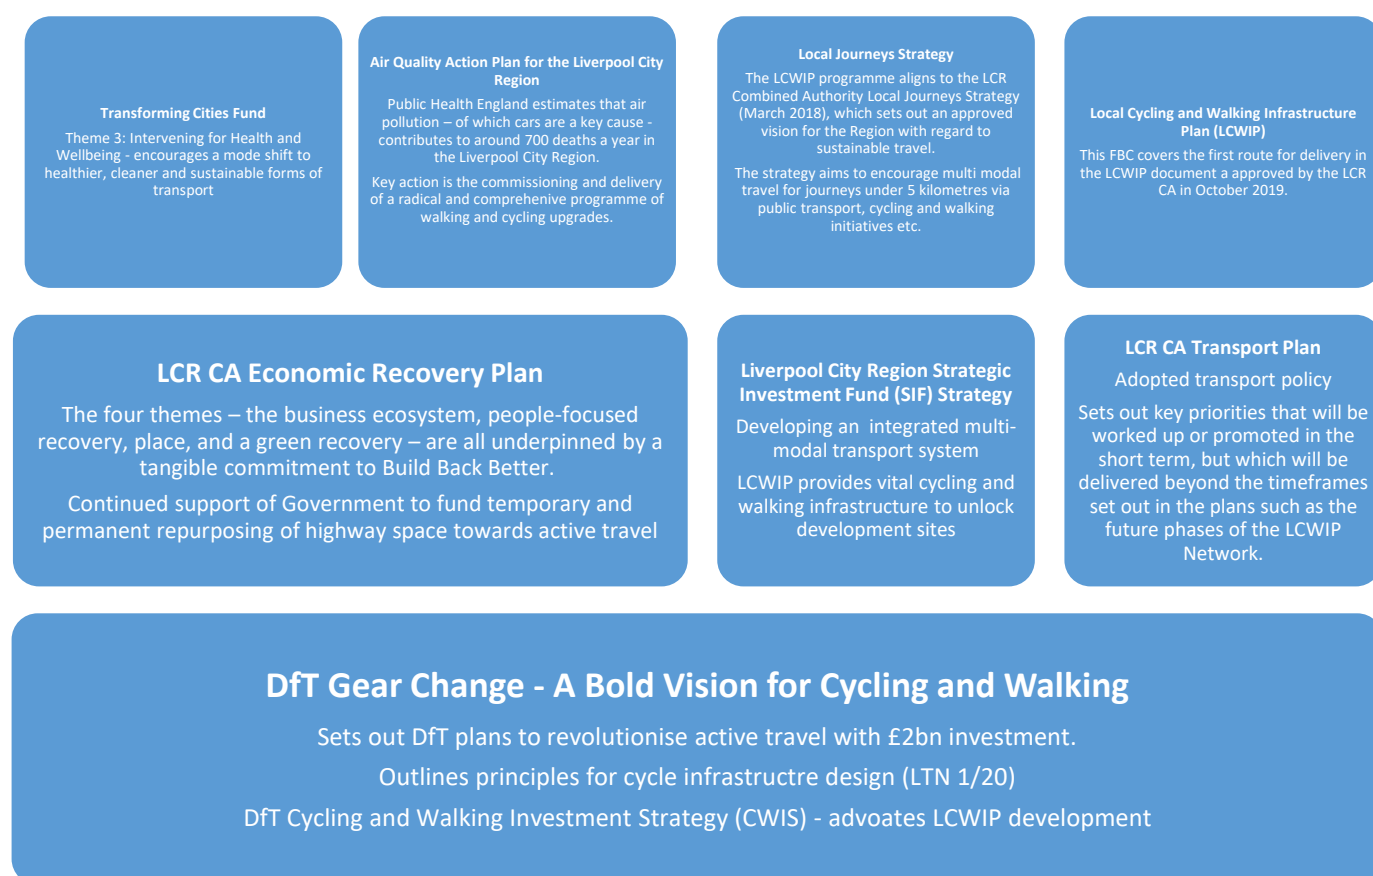 Transforming Cities Fund
Theme 3: Intervening for Health and
Wellbeing - encourages a mode shift to
healthier, cleaner and sustainable forms of
transport
Air Quality Action Plan for the Liverpool City
Region
Public Health England estimates that air
pollution – of which cars are a key cause -
contributes to around 700 deaths a year in
the Liverpool City Region.
Key action is the commissioning and delivery
of a radical and comprehenive programme of
walking and cycling upgrades.
Local Journeys Strategy
The LCWIP programme aligns to the LCR
Combined Authority Local Journeys Strategy
(March 2018), which sets out an approved
vision for the Region with regard to
sustainable travel.
The strategy aims to encourage multi modal
travel for journeys under 5 kilometres via
public transport, cycling and walking
initiatives etc.
Local Cycling and Walking Infrastructure
Plan (LCWIP)
This FBC covers the first route for delivery in
the LCWIP document a approved by the LCR
CA in October 2019.
LCR CA Economic Recovery Plan
The four themes – the business ecosystem, people-focused
recovery, place, and a green recovery – are all underpinned by a
tangible commitment to Build Back Better.
Continued support of Government to fund temporary and
permanent repurposing of highway space towards active travel
Liverpool City Region Strategic
Investment Fund (SIF) Strategy
Developing an  integrated multi-
modal transport system
LCWIP provides vital cycling and
walking infrastructure to unlock
development sites
LCR CA Transport Plan
Adopted transport policy
Sets out key priorities that will be
worked up or promoted in the
short term, but which will be
delivered beyond the timeframes
set out in the plans such as the
future phases of the LCWIP
Network.
DfT Gear Change - A Bold Vision for Cycling and Walking
Sets out DfT plans to revolutionise active travel with £2bn investment.
Outlines principles for cycle infrastructre design (LTN 1/20)
DfT Cycling and Walking Investment Strategy (CWIS) - advoates LCWIP development